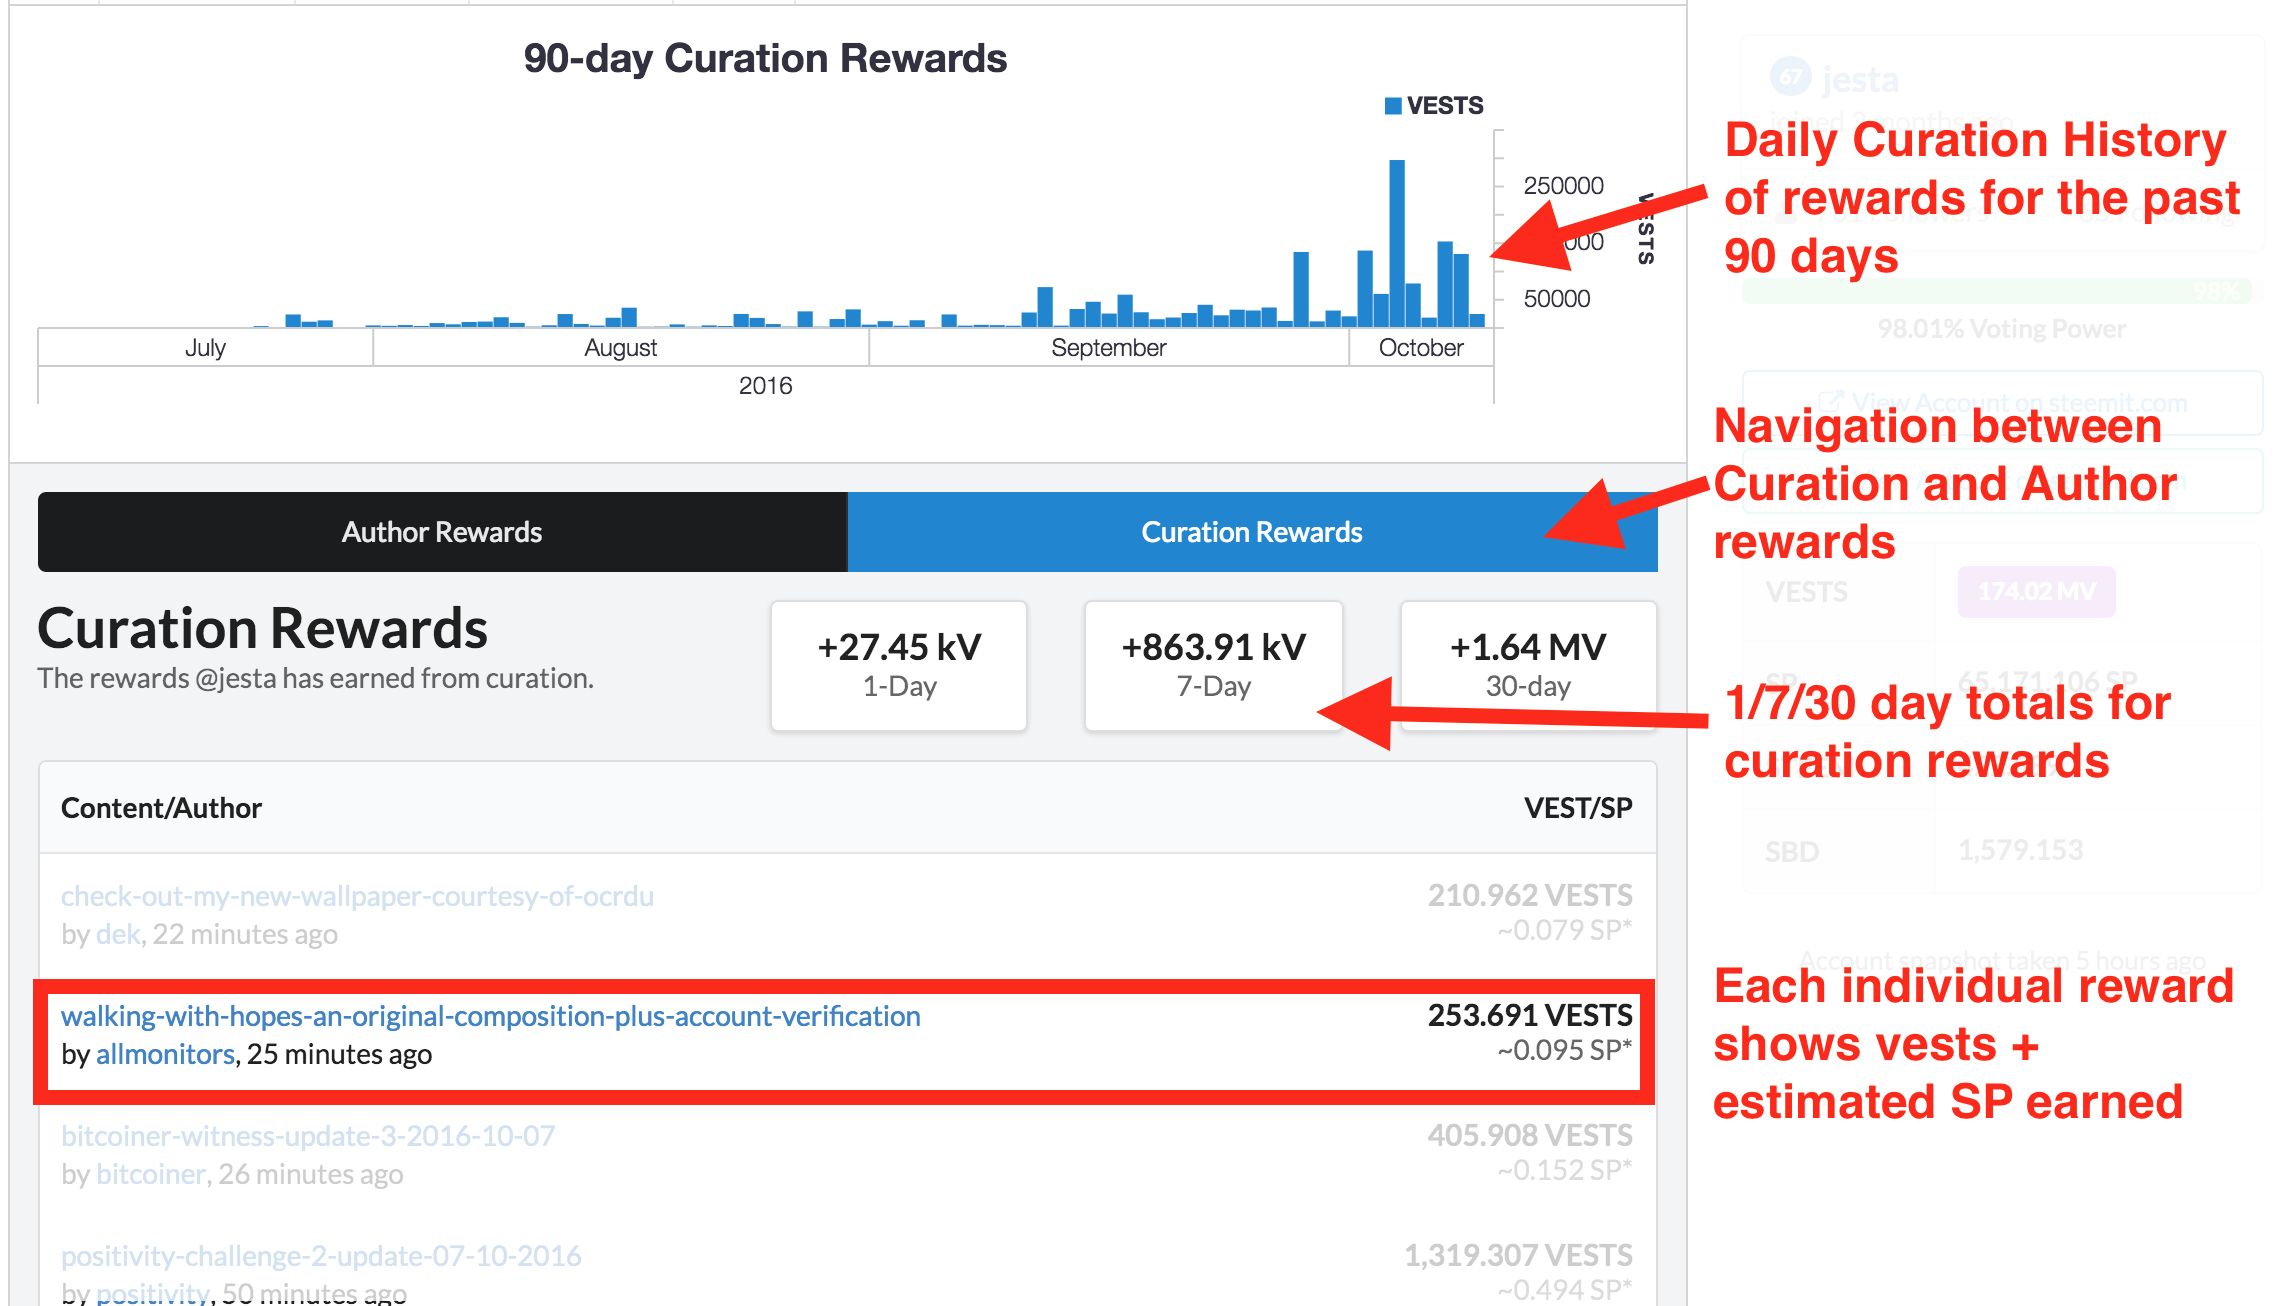 90-day Curation Rewards
VESTS
250000
50000
VESTS
July
August
September
October
2016
Author Rewards
Curation Rewards
Curation Rewards
The rewards @jesta has earned from curation.
+27.45 kV
1-Day
+863.91 kV
7-Day
+1.64 MV
30-day
Content/Author
VEST/SP
check-out-my-new-wallpaper-courtesy-of-ocrdu
210.962 VESTS
by dek, 22 minutes ago
~0.079 SP*
walking-with-hopes-an-original-composition-plus-account-verification
253.691 VESTS
by allmonitors, 25 minutes ago
~0.095 SP*
bitcoiner-witness-update-3-2016-10-07
405.908 VESTS
by bitcoiner, 26 minutes ago
~0.152 SP*
positivity-challenge-2-update-07-10-2016
1,319.307 VESTS
by positivity, 50 minutes ago
~0.494 SP*
67 jesta
Daily Curation History
of rewards for the past
90 days
98%
98.01% Voting Power
View Account on steemit.com
Navigation between
Curation and Author
rewards
VESTS
174.02 MV
SP
65,171.106 SP
1/7/30 day totals for
curation rewards
SBD
1,579.153
Account snapshot taken 5 hours ago
Each individual reward
shows vests +
estimated SP earned